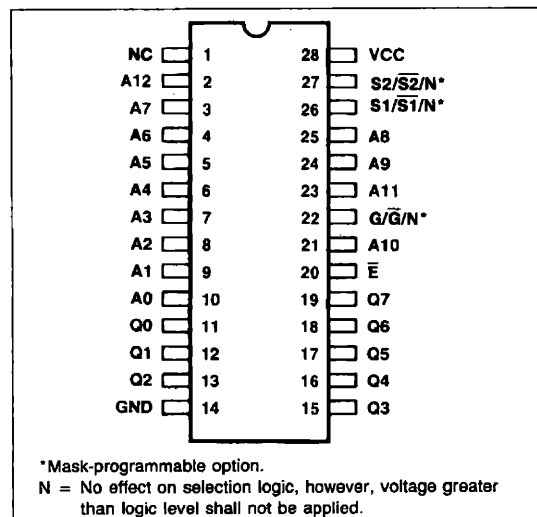 NC 1 28 VCC
A12 2 27 S2/S̅2̅/N*
A7 3 26 S1/S̅1̅/N*
A6 4 25 A8
A5 5 24 A9
A4 6 23 A11
A3 7 22 G/G̅/N*
A2 8 21 A10
A1 9 20 E̅
A0 10 19 Q7
Q0 11 18 Q6
Q1 12 17 Q5
Q2 13 16 Q4
GND 14 15 Q3
*Mask-programmable option.
N = No effect on selection logic, however, voltage greater
than logic level shall not be applied.